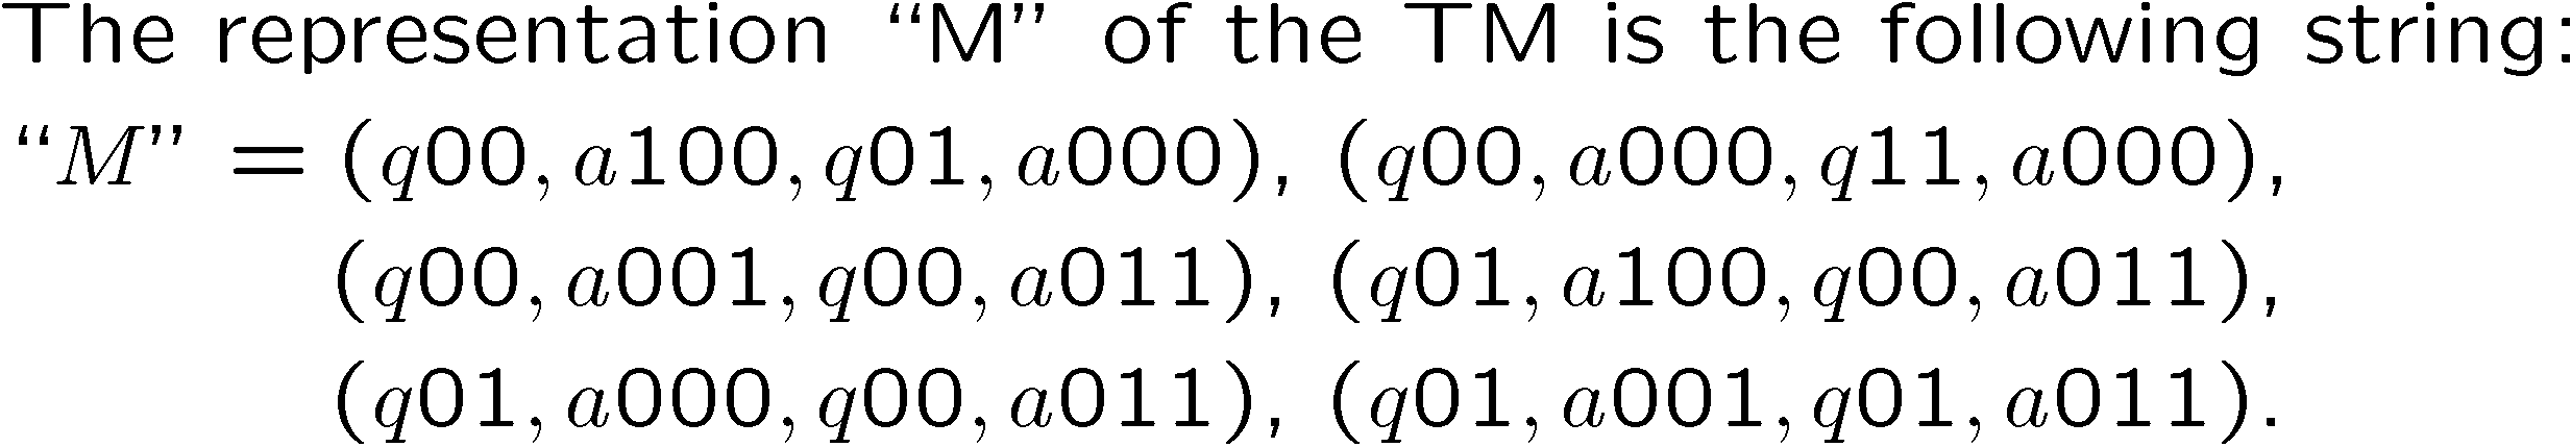 The representation “M” of the TM is the following string:
“M” = (q00, a100, q01, a000), (q00, a000, q11, a000),
(q00, a001, q00, a011), (q01, a100, q00, a011),
(q01, a000, q00, a011), (q01, a001, q01, a011).